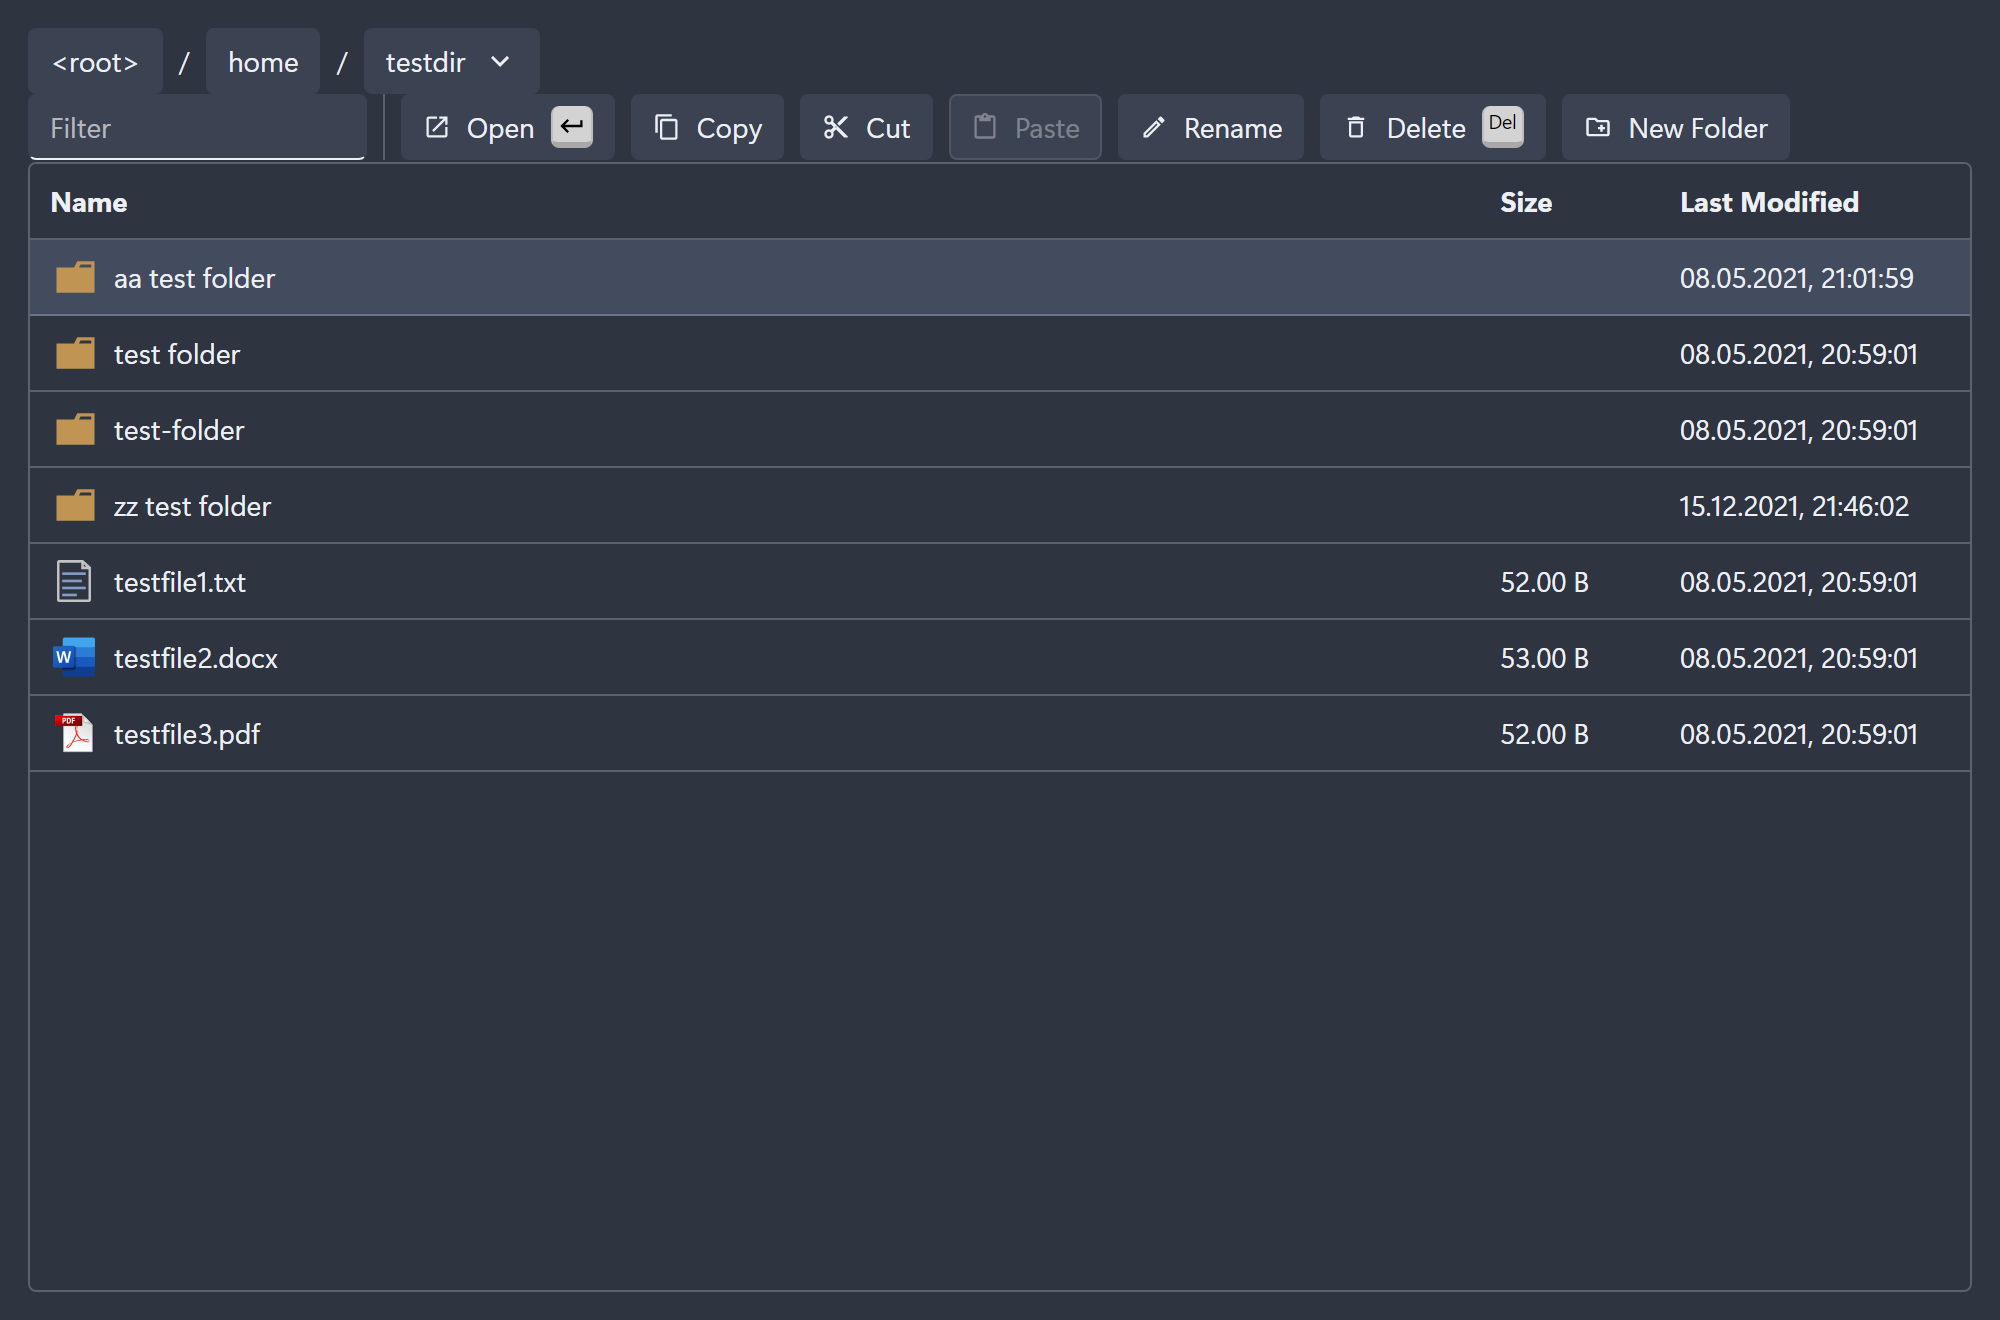 <root> / home / testdir
Filter Open Copy Cut Paste Rename Delete Del New Folder
Name Size Last Modified
aa test folder 08.05.2021, 21:01:59
test folder 08.05.2021, 20:59:01
test-folder 08.05.2021, 20:59:01
zz test folder 15.12.2021, 21:46:02
testfile1.txt 52.00 B 08.05.2021, 20:59:01
W testfile2.docx 53.00 B 08.05.2021, 20:59:01
PDF testfile3.pdf 52.00 B 08.05.2021, 20:59:01